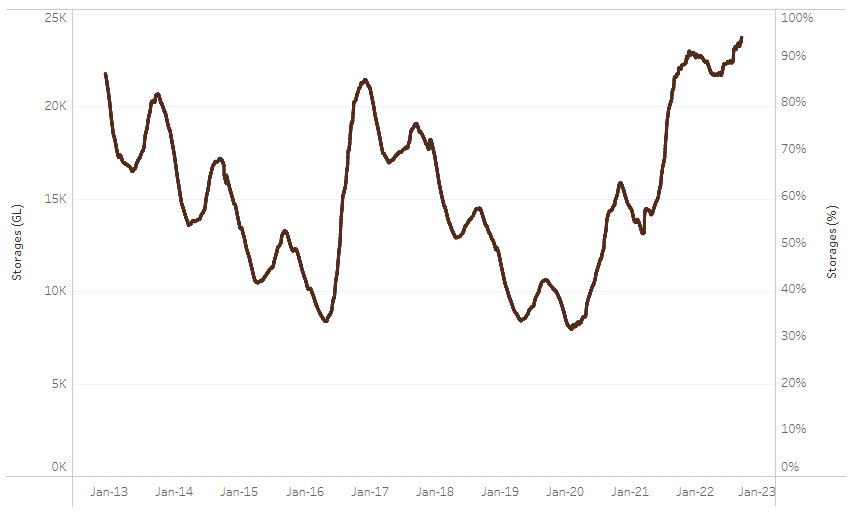 25K
20K
15K
10K
5K
0K
Storages (GL)
100%
90%
80%
70%
60%
50%
40%
30%
20%
10%
0%
Storages (%)
Jan-13 Jan-14 Jan-15 Jan-16 Jan-17 Jan-18 Jan-19 Jan-20 Jan-21 Jan-22 Jan-23